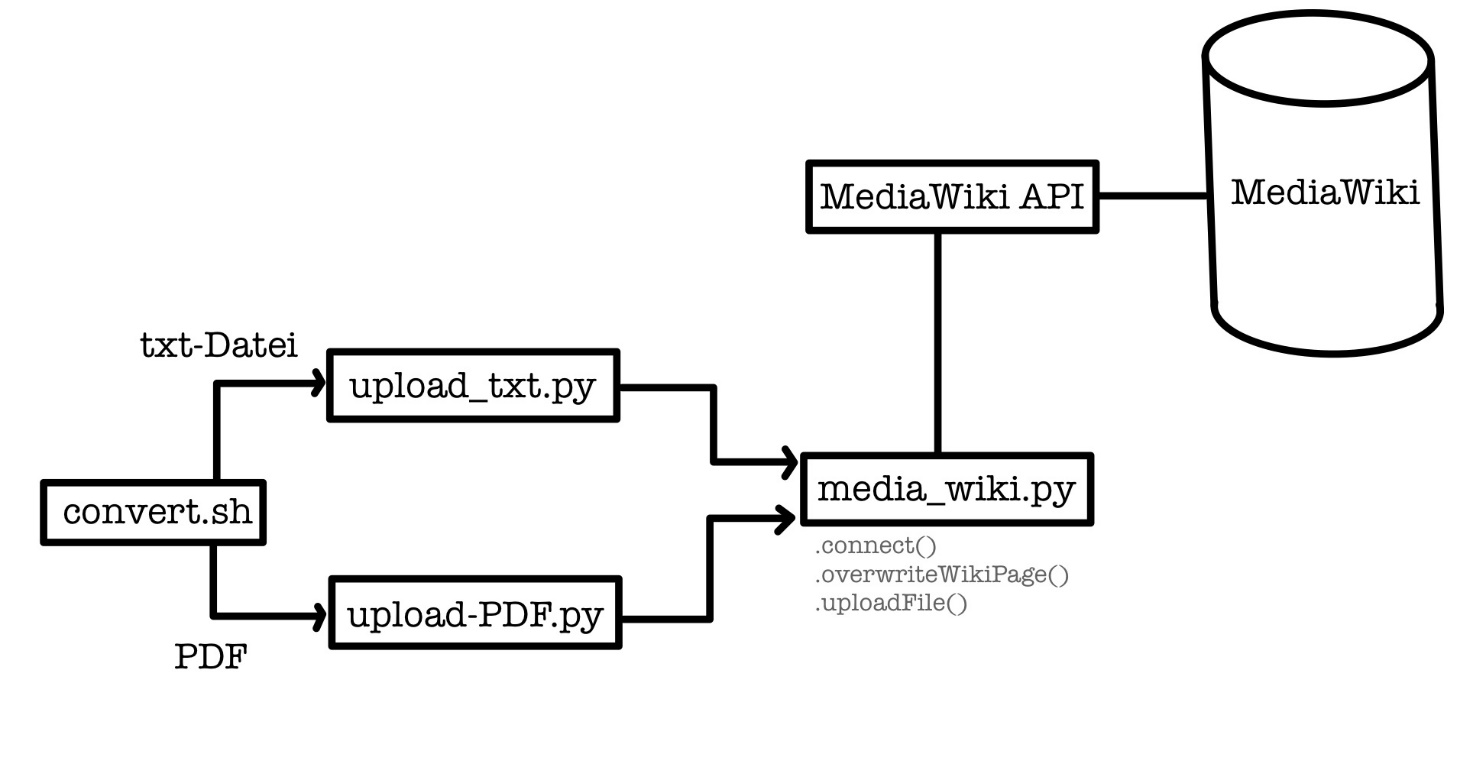 MediaWiki API
MediaWiki
txt-Datei
upload_txt.py
convert.sh
media_wiki.py
.connect()
.overwriteWikiPage()
.uploadFile()
upload-PDF.py
PDF